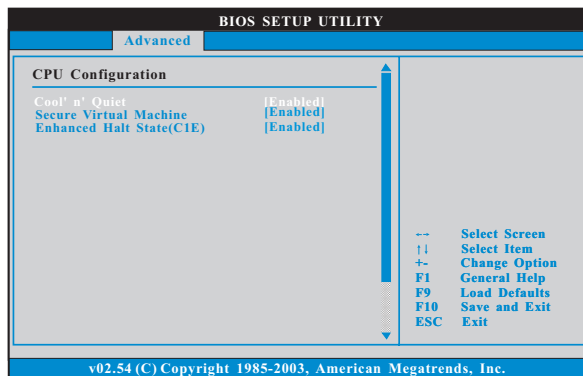 BIOS SETUP UTILITY
Advanced
CPU Configuration
Cool' n' Quiet [Enabled]
Secure Virtual Machine [Enabled]
Enhanced Halt State(C1E) [Enabled]
←→ Select Screen
↑↓ Select Item
+- Change Option
F1 General Help
F9 Load Defaults
F10 Save and Exit
ESC Exit
v02.54 (C) Copyright 1985-2003, American Megatrends, Inc.